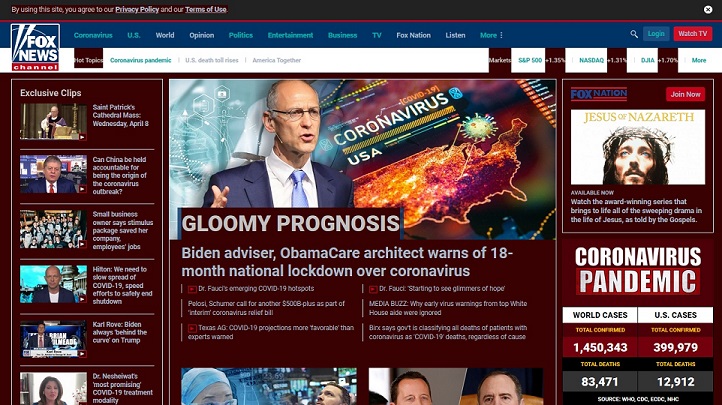 By using this site, you agree to our Privacy Policy and our Terms of Use.
FOX
NEWS
channel
Coronavirus U.S. World Opinion Politics Entertainment Business TV Fox Nation Listen More
Login
Watch TV
Hot Topics
Coronavirus pandemic
U.S. death toll rises
America Together
Markets
S&P 500 +1.35%
NASDAQ +1.31%
DJIA +1.70%
More
Exclusive Clips
Saint Patrick's
Cathedral Mass:
Wednesday, April 8
Can China be held
accountable for
being the origin of
the coronavirus
outbreak?
Small business
owner says stimulus
package saved her
company,
employees' jobs
Hilton: We need to
slow spread of
COVID-19, speed
efforts to safely end
shutdown
Karl Rove: Biden
always 'behind the
curve' on Trump
Dr. Nesheiwat's
'most promising'
COVID-19 treatment
modality
COVID-19
CORONAVIRUS
USA
GLOOMY PROGNOSIS
Biden adviser, ObamaCare architect warns of 18-
month national lockdown over coronavirus
Dr. Fauci's emerging COVID-19 hotspots
Pelosi, Schumer call for another $500B-plus as part of
'interim' coronavirus relief bill
Texas AG: COVID-19 projections more 'favorable' than
experts warned
Dr. Fauci: 'Starting to see glimmers of hope'
MEDIA BUZZ: Why early virus warnings from top White
House aide were ignored
Birx says gov't is classifying all deaths of patients with
coronavirus as 'COVID-19' deaths, regardless of cause
FOX NATION
Join Now
JESUS OF NAZARETH
AVAILABLE NOW
Watch the award-winning series that
brings to life all of the sweeping drama in
the life of Jesus, as told by the Gospels.
CORONAVIRUS
PANDEMIC
WORLD CASES
U.S. CASES
TOTAL CONFIRMED
TOTAL CONFIRMED
1,450,343
399,979
TOTAL DEATHS
TOTAL DEATHS
83,471
12,912
SOURCE: WHO, CDC, ECDC, NHC